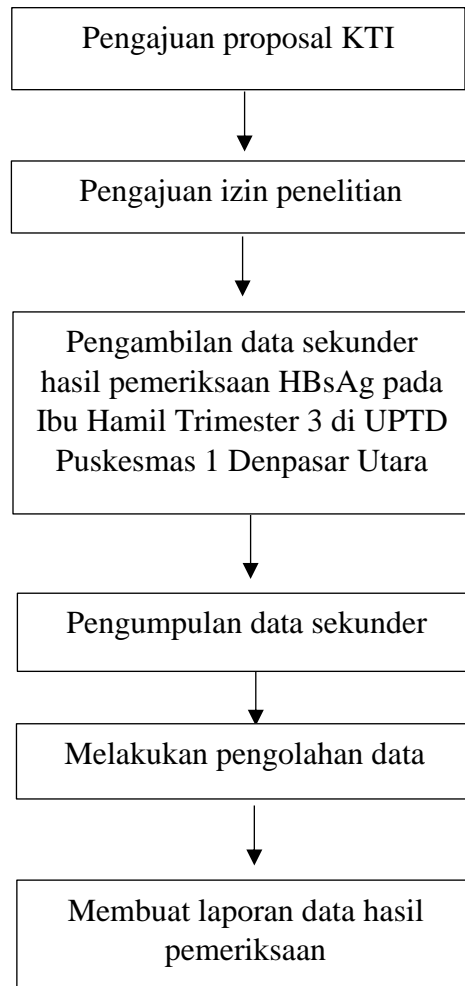 Pengajuan proposal KTI
Pengajuan izin penelitian
Pengambilan data sekunder
hasil pemeriksaan HBsAg pada
Ibu Hamil Trimester 3 di UPTD
Puskesmas 1 Denpasar Utara
Pengumpulan data sekunder
Melakukan pengolahan data
Membuat laporan data hasil
pemeriksaan